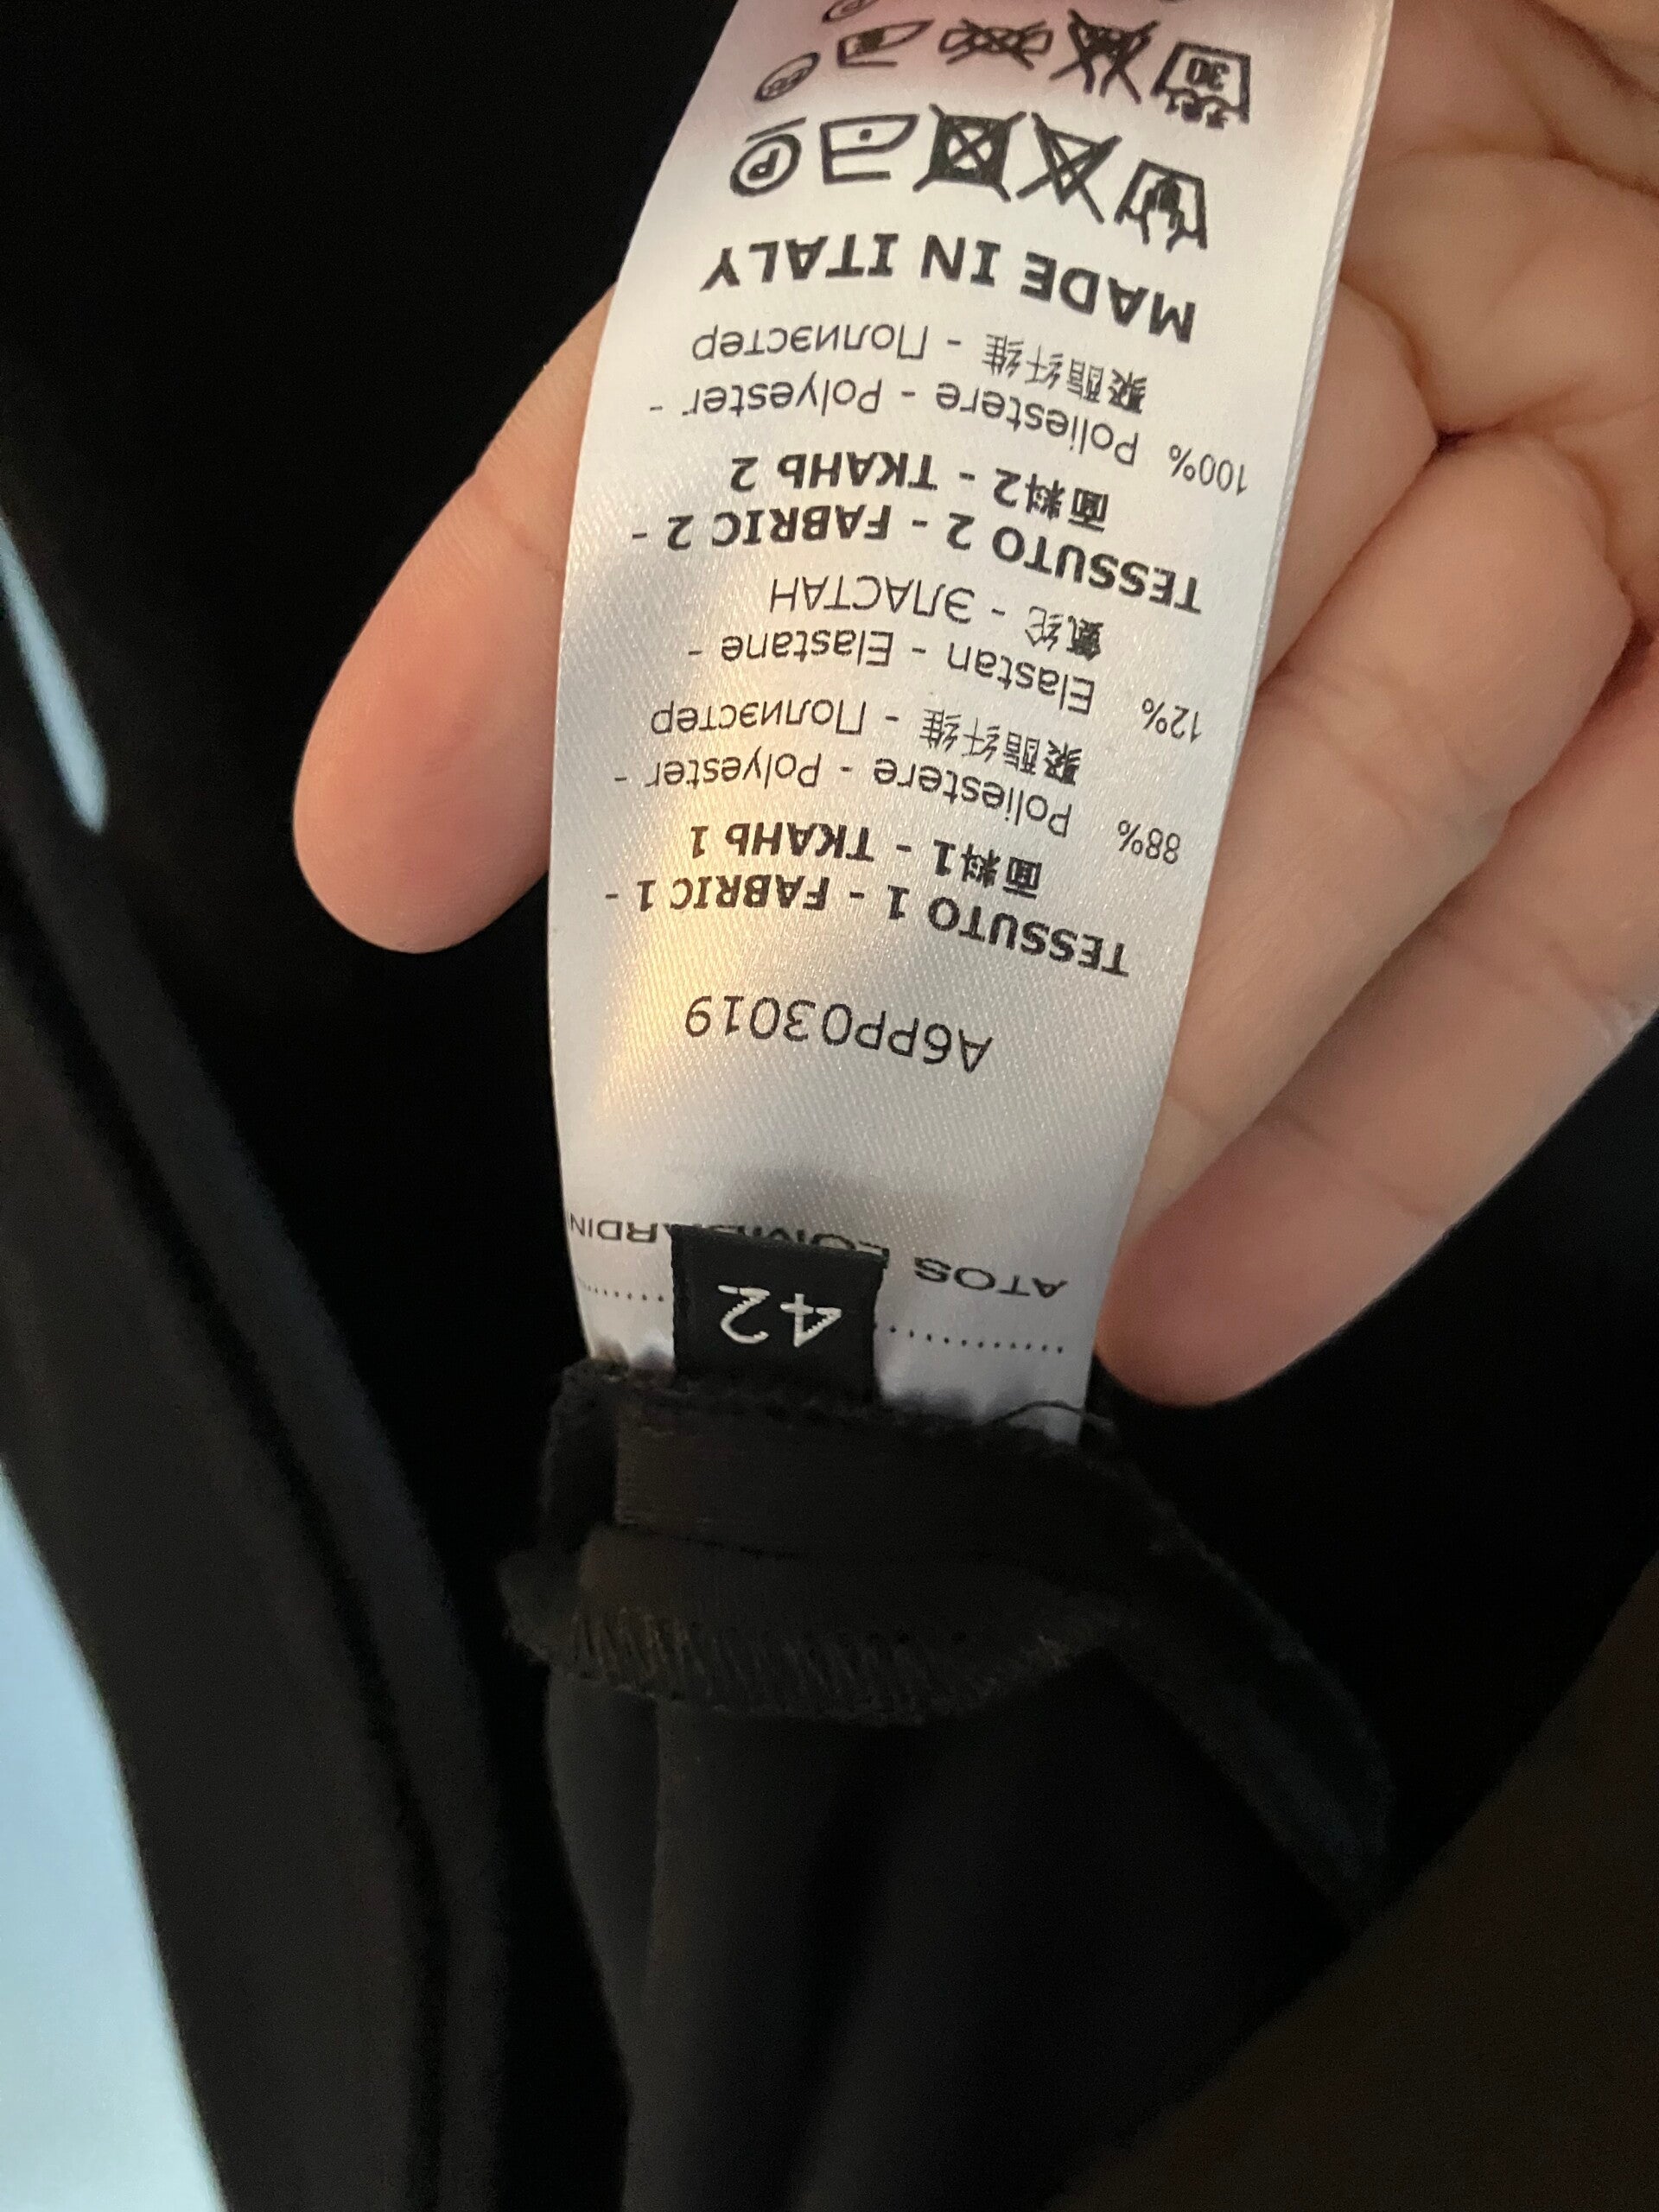 ATOS
42
A6PP03019
TESSUTO 1 - FABRIC 1 -
面料1 - ТКАНЬ 1
88% Poliestere - Polyester -
聚酯纤维 - Полиэстер
12% Elastan - Elastane -
氨纶 - ЭЛАСТАН
TESSUTO 2 - FABRIC 2 -
面料2 - ТКАНЬ 2
100% Poliestere - Polyester -
聚酯纤维 - Полиэстер
MADE IN ITALY
P
30